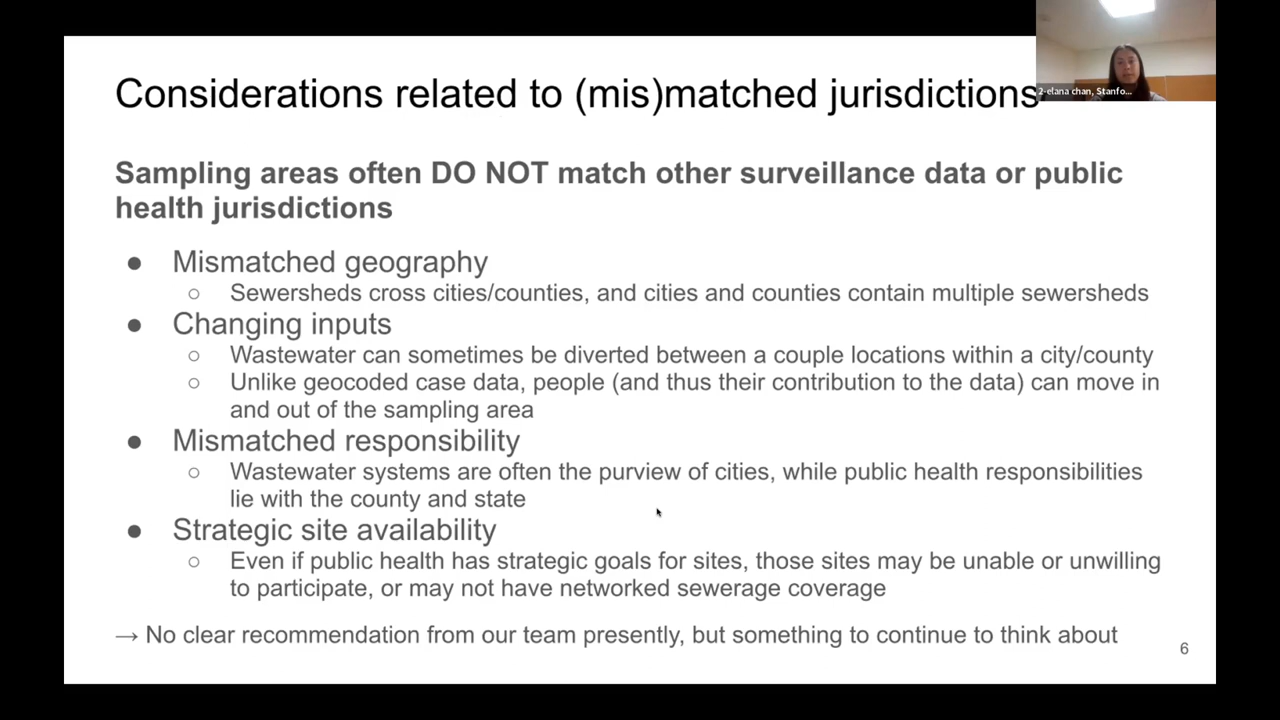 Considerations related to (mis)matched jurisdictions
2-elana chan, Stanfo...
Sampling areas often DO NOT match other surveillance data or public
health jurisdictions
● Mismatched geography
○ Sewersheds cross cities/counties, and cities and counties contain multiple sewersheds
● Changing inputs
○ Wastewater can sometimes be diverted between a couple locations within a city/county
○ Unlike geocoded case data, people (and thus their contribution to the data) can move in
and out of the sampling area
● Mismatched responsibility
○ Wastewater systems are often the purview of cities, while public health responsibilities
lie with the county and state
● Strategic site availability
○ Even if public health has strategic goals for sites, those sites may be unable or unwilling
to participate, or may not have networked sewerage coverage
→ No clear recommendation from our team presently, but something to continue to think about
6